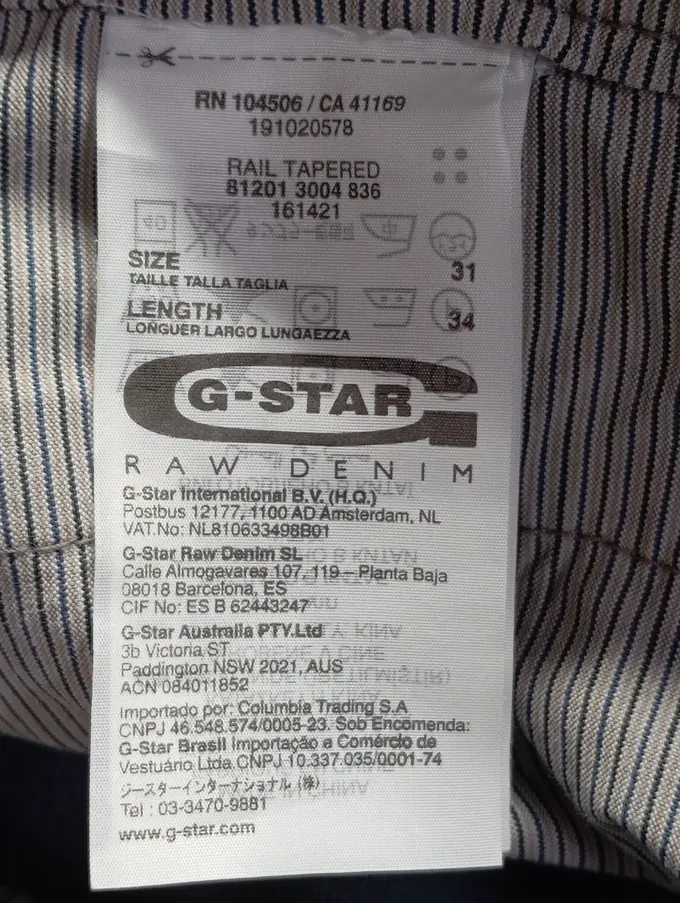 RN 104506 / CA 41169
191020578
RAIL TAPERED
81201 3004 836
161421
SIZE 31
TAILLE TALLA TAGLIA
LENGTH 34
LONGUER LARGO LUNGAEZZA
G-STAR
RAW DENIM
G-Star International B.V. (H.Q.)
Postbus 12177, 1100 AD Amsterdam, NL
VAT.No: NL810633498B01
G-Star Raw Denim SL
Calle Almogavares 107, 119 – Planta Baja
08018 Barcelona, ES
CIF No: ES B 62443247
G-Star Australia PTY.Ltd
3b Victoria ST
Paddington NSW 2021, AUS
ACN 084011852
Importado por: Columbia Trading S.A
CNPJ 46.548.574/0005-23. Sob Encomenda:
G-Star Brasil Importação e Comércio de
Vestuário Ltda.CNPJ 10.337.035/0001-74
ジースターインターナショナル (株)
Tel : 03-3470-9881
www.g-star.com